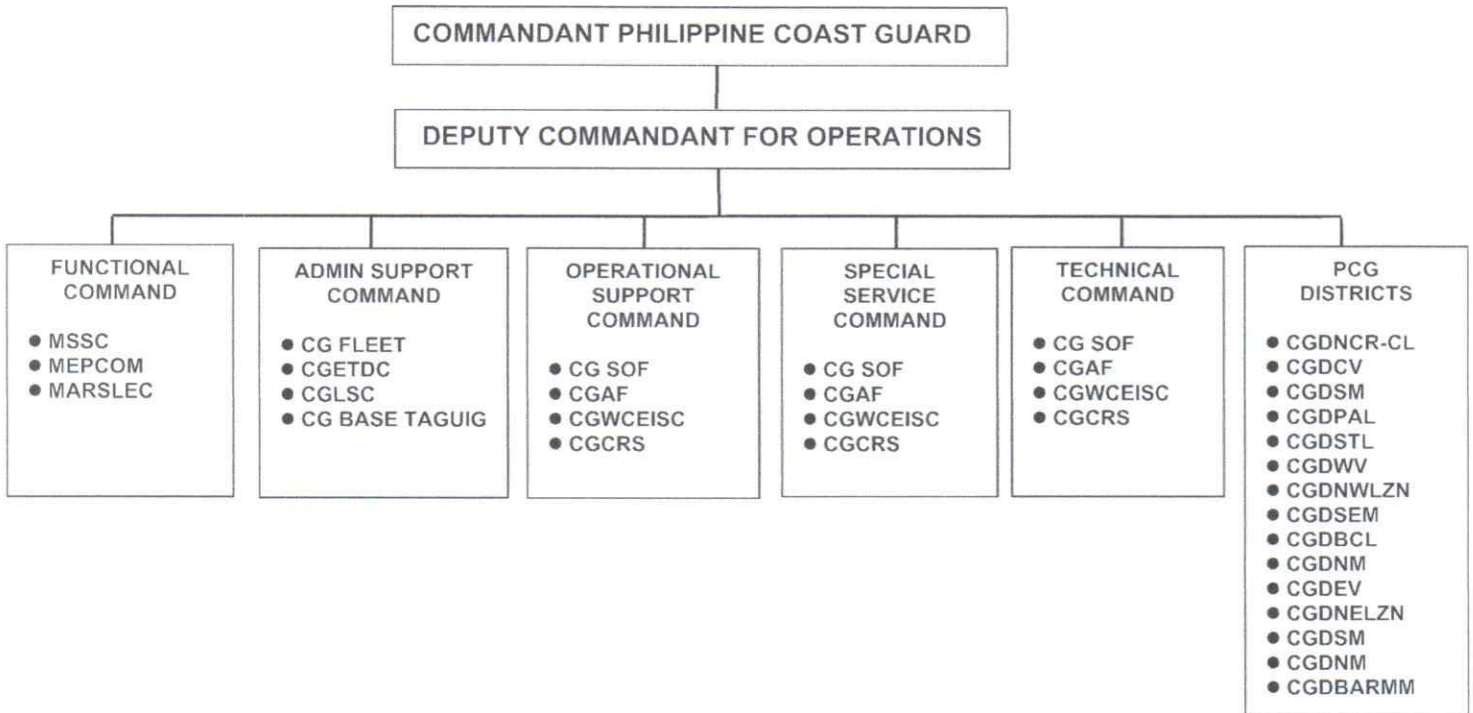 COMMANDANT PHILIPPINE COAST GUARD
DEPUTY COMMANDANT FOR OPERATIONS
FUNCTIONAL
COMMAND
● MSSC
● MEPCOM
● MARSLEC
ADMIN SUPPORT
COMMAND
● CG FLEET
● CGETDC
● CGLSC
● CG BASE TAGUIG
OPERATIONAL
SUPPORT
COMMAND
● CG SOF
● CGAF
● CGWCEISC
● CGCRS
SPECIAL
SERVICE
COMMAND
● CG SOF
● CGAF
● CGWCEISC
● CGCRS
TECHNICAL
COMMAND
● CG SOF
● CGAF
● CGWCEISC
● CGCRS
PCG
DISTRICTS
● CGDNCR-CL
● CGDCV
● CGDSM
● CGDPAL
● CGDSTL
● CGDWV
● CGDNWLZN
● CGDSEM
● CGDBCL
● CGDNM
● CGDEV
● CGDNELZN
● CGDSM
● CGDNM
● CGDBARMM